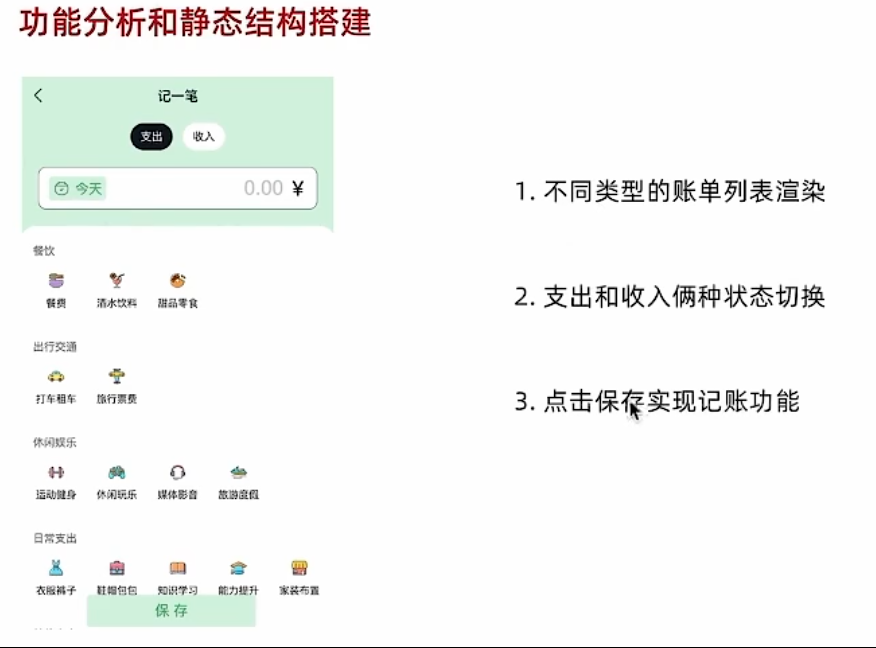 功能分析和静态结构搭建
记一笔
支出 收入
今天 0.00 ¥
餐饮
餐费 酒水饮料 甜品零食
出行交通
打车租车 旅行票费
休闲娱乐
运动健身 休闲玩乐 媒体影音 旅游度假
日常支出
衣服裤子 鞋帽包包 知识学习 能力提升 家装布置
保存
1. 不同类型的账单列表渲染
2. 支出和收入俩种状态切换
3. 点击保存实现记账功能